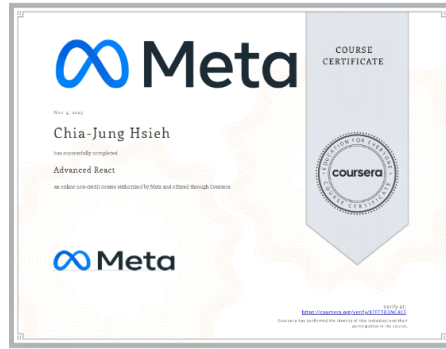 Meta
COURSE
CERTIFICATE
Chia-Jung Hsieh
has successfully completed
Advanced React
an online non-credit course authorized by Meta and offered through Coursera
EDUCATION FOR EVERYONE
coursera
COURSE CERTIFICATE
Meta
Verify at:
Coursera has confirmed the identity of this individual and their
participation in the course.